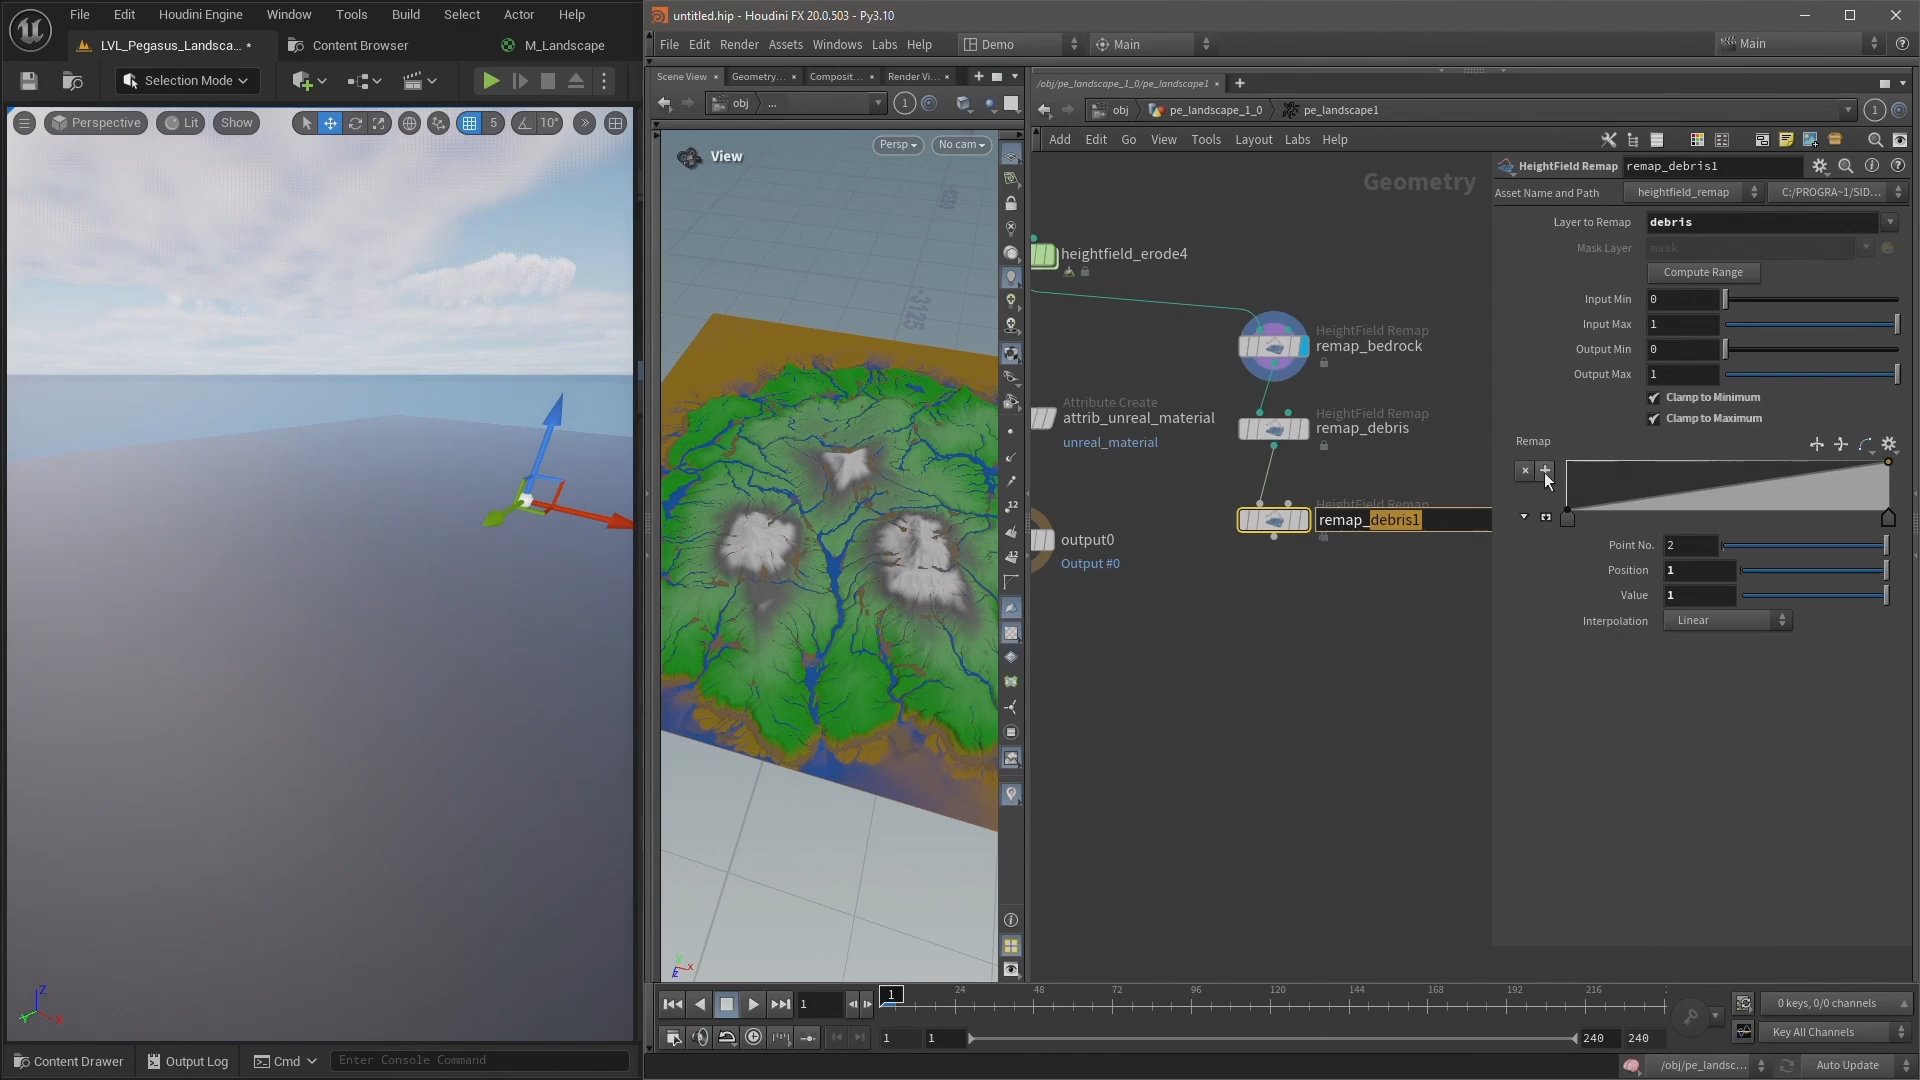 File Edit Houdini Engine Window Tools Build Select Actor Help
LVL_Pegasus_Landsca... •
Content Browser
M_Landscape
Selection Mode
Perspective
Lit
Show
5
10°
Content Drawer
Output Log
Cmd
Enter Console Command
untitled.hip - Houdini FX 20.0.503 - Py3.10
File Edit Render Assets Windows Labs Help
Demo
Main
Main
Scene View × Geometry... × Composit... × Render Vi... ×
obj
...
1
View
Persp
No cam
-3125
12
12
/obj/pe_landscape_1_0/pe_landscape1 ×
obj
pe_landscape_1_0
pe_landscape1
1
Add Edit Go View Tools Layout Labs Help
Geometry
heightfield_erode4
HeightField Remap
remap_bedrock
Attribute Create
attrib_unreal_material
unreal_material
HeightField Remap
remap_debris
HeightField Remap
remap_debris1
output0
Output #0
HeightField Remap
remap_debris1
Asset Name and Path
heightfield_remap
C:/PROGRA~1/SID...
Layer to Remap
debris
Mask Layer
mask
Compute Range
Input Min 0
Input Max 1
Output Min 0
Output Max 1
Clamp to Minimum
Clamp to Maximum
Remap
Point No. 2
Position 1
Value 1
Interpolation Linear
1
1
24 48 72 96 120 144 168 192 216
1
1
240
240
0 keys, 0/0 channels
Key All Channels
/obj/pe_landsc...
Auto Update